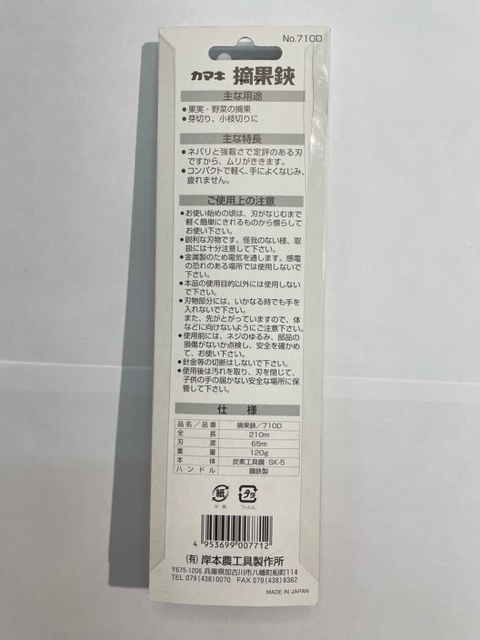 No.710D
カマキ 摘果鋏
主な用途
●果実・野菜の摘果
●芽切り、小枝切りに
主な特長
●ネバリと強靱さで定評のある刃
ですから、ムリがききます。
●コンパクトで軽く、手によくなじみ、
疲れません。
ご使用上の注意
●お使い始めの頃は、刃がなじむまで
軽く簡単にきれるものから慣らして
お使い下さい。
●鋭利な刃物です。怪我のない様、取
扱には十分注意して下さい。
●金属製のため電気を通します。感電
の恐れのある場所では使用しないで
下さい。
●本品の使用目的以外には使用しない
で下さい。
●刃物部分には、いかなる時でも手を
入れないで下さい。
また、先がとがっていますので、体
などに向けないようにご注意下さい。
●使用前には、ネジのゆるみ、部品の
損傷がないか点検し、安全を確かめ
て、お使い下さい。
●針金等の切断はしないで下さい。
●使用後は汚れを取り、刃を閉じて、
子供の手の届かない安全な場所に保
管して下さい。
仕様
品名/品番 摘果鋏/710D
全長 210m
刃渡 65m
重量 120g
本体 炭素工具鋼 SK-5
ハンドル 鋼鉄製
紙 プラ
台紙 フィルム
4 953699 007712
(有) 岸本農工具製作所
〒675-1206 兵庫県加古川市八幡町船町114
TEL 079(438)0070 FAX 079(438)6362
MADE IN JAPAN